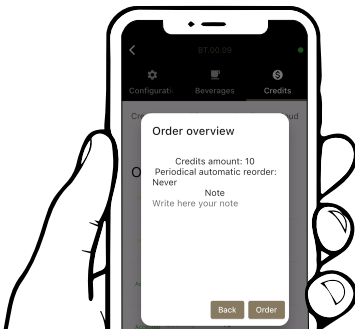 BT 00.09
Configurati
Beverages
Credits
Order overview
Credits amount: 10
Periodical automatic reorder:
Never
Note
Write here your note
Back
Order